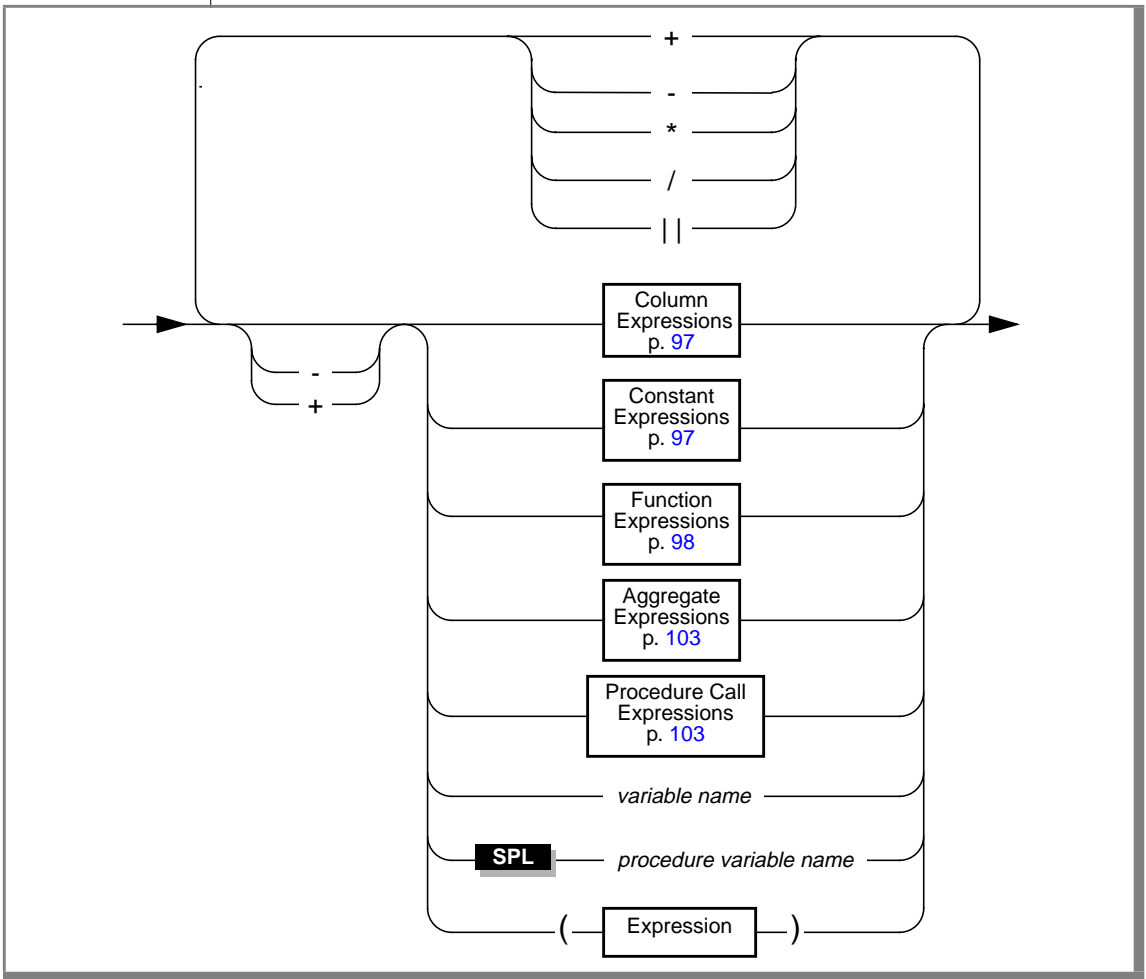 +
-
*
/
||
Column
Expressions
p. 97
-
+
Constant
Expressions
p. 97
Function
Expressions
p. 98
Aggregate
Expressions
p. 103
Procedure Call
Expressions
p. 103
variable name
SPL procedure variable name
( Expression )